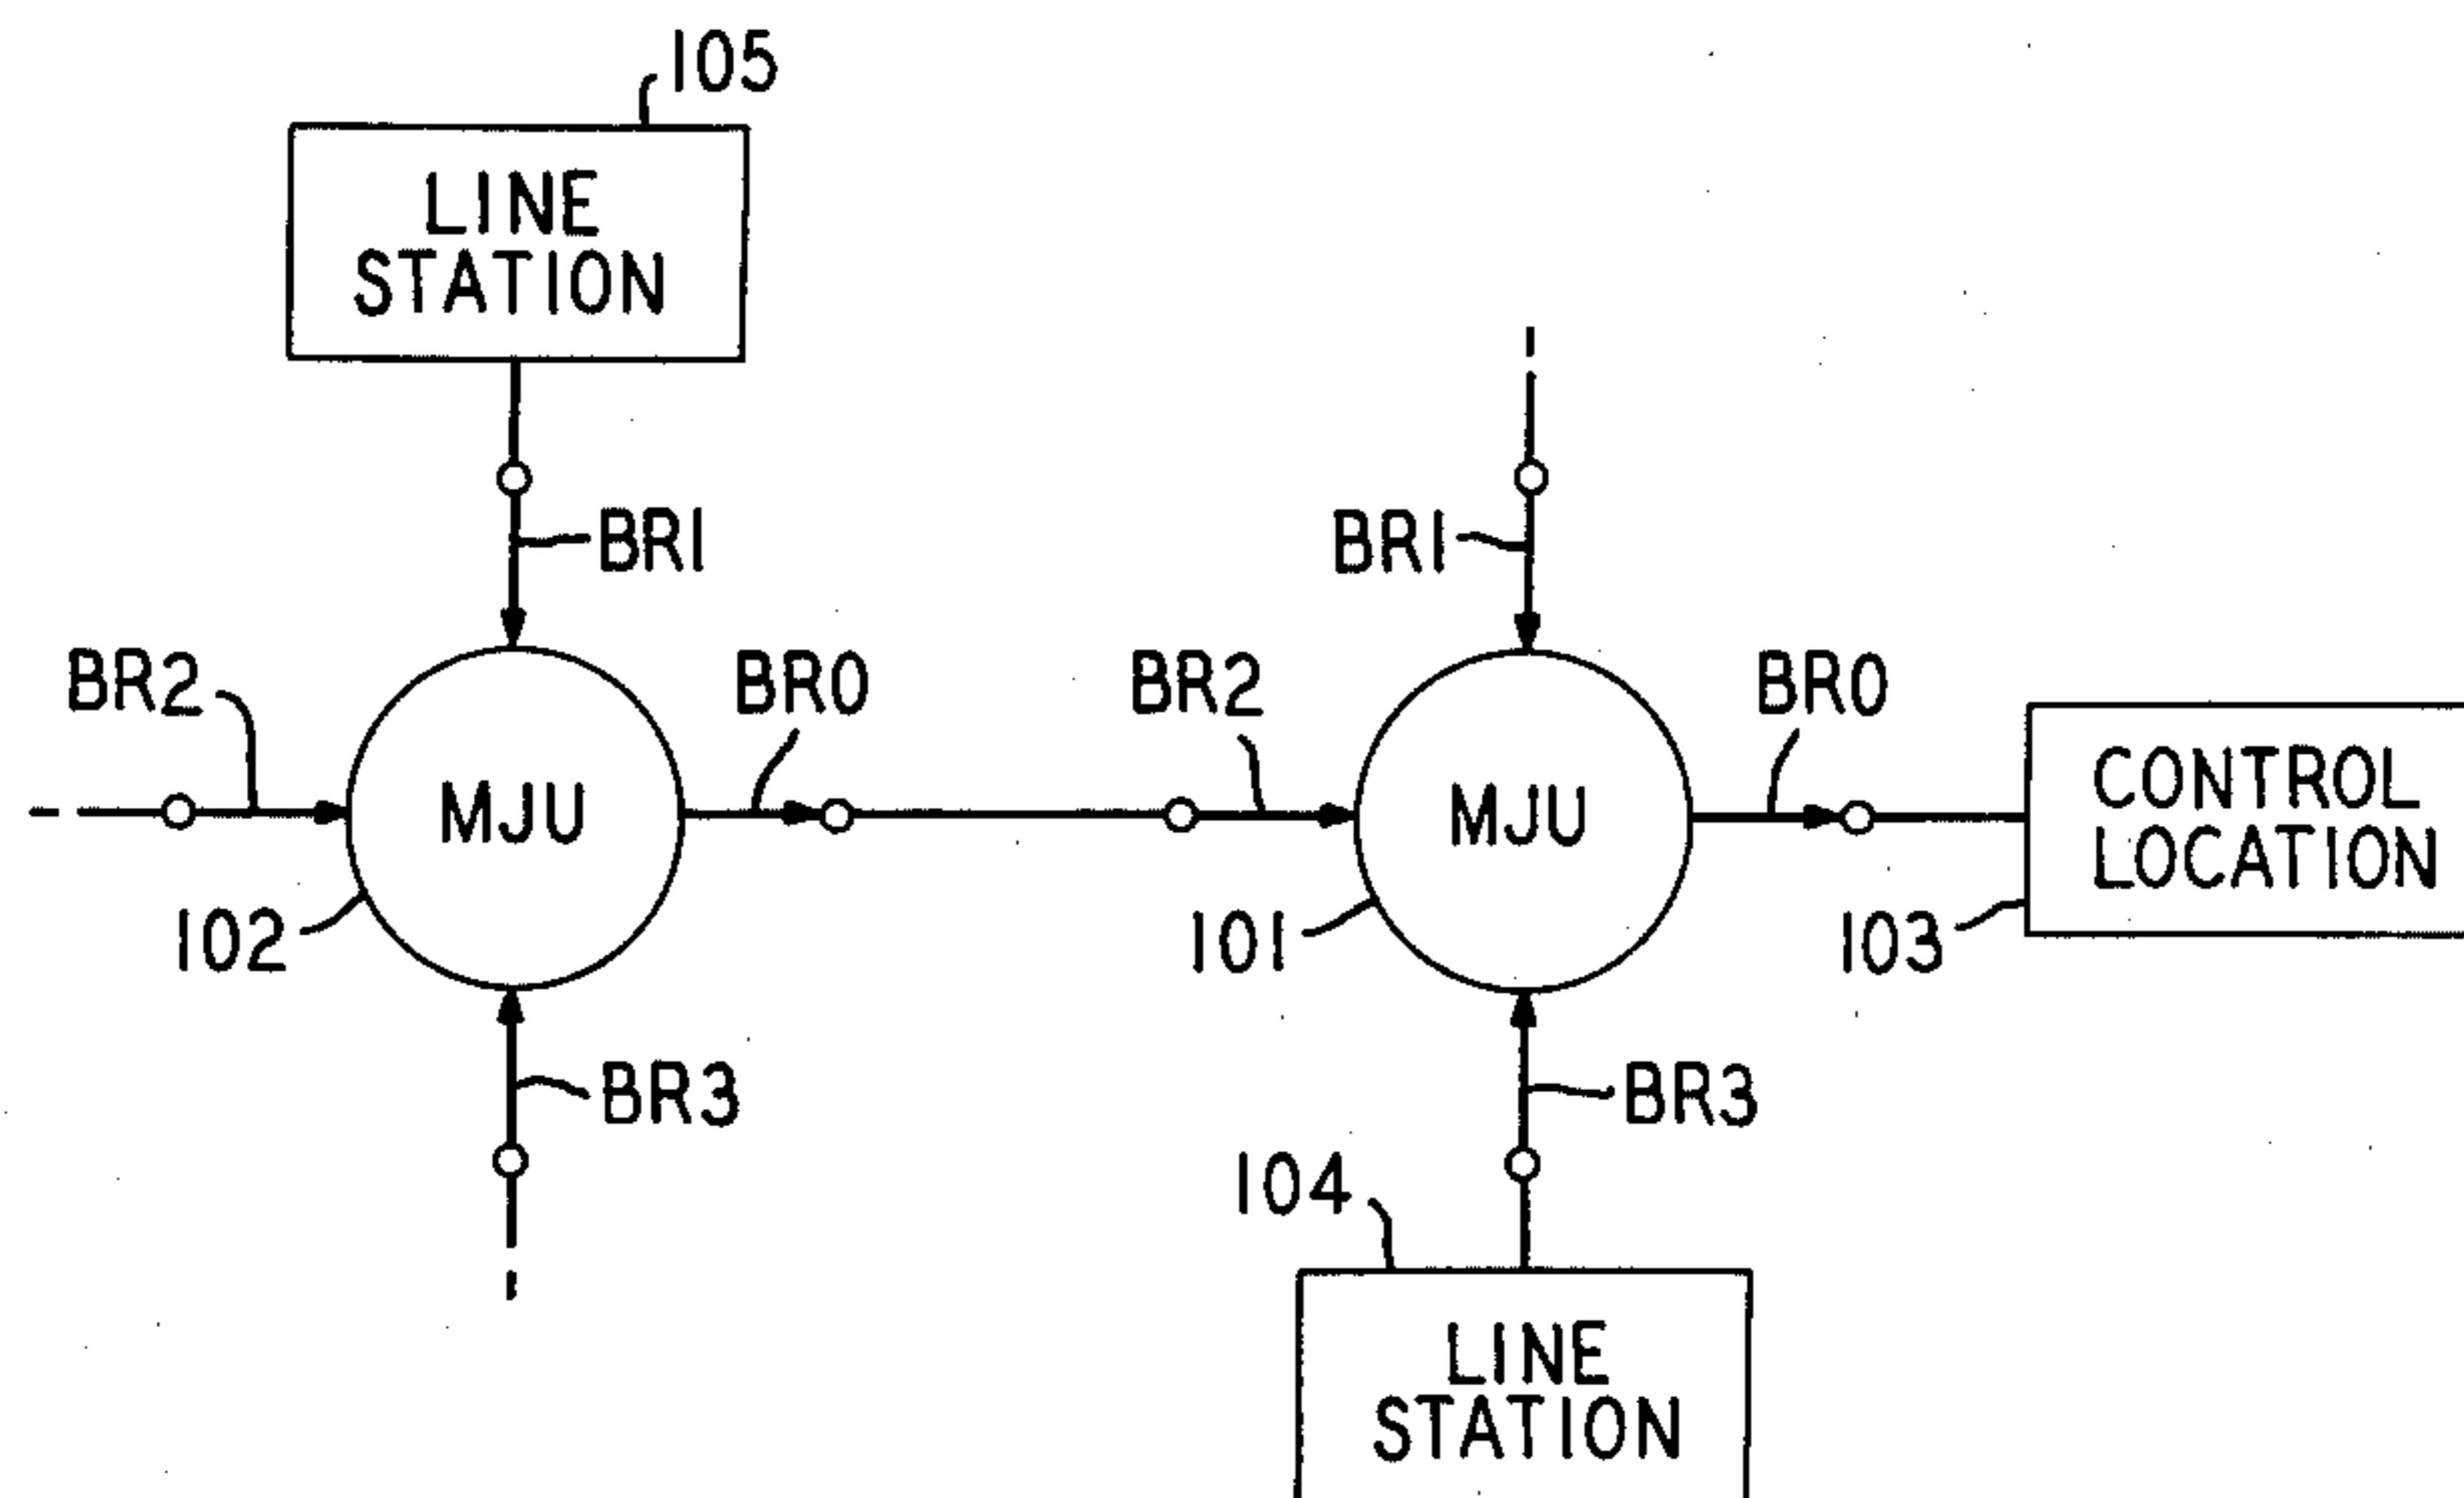 105
LINE
STATION
BR1
BR1
BR2
BR0
BR2
BR0
MJU
MJU
CONTROL
LOCATION
102
101
103
BR3
BR3
104
LINE
STATION